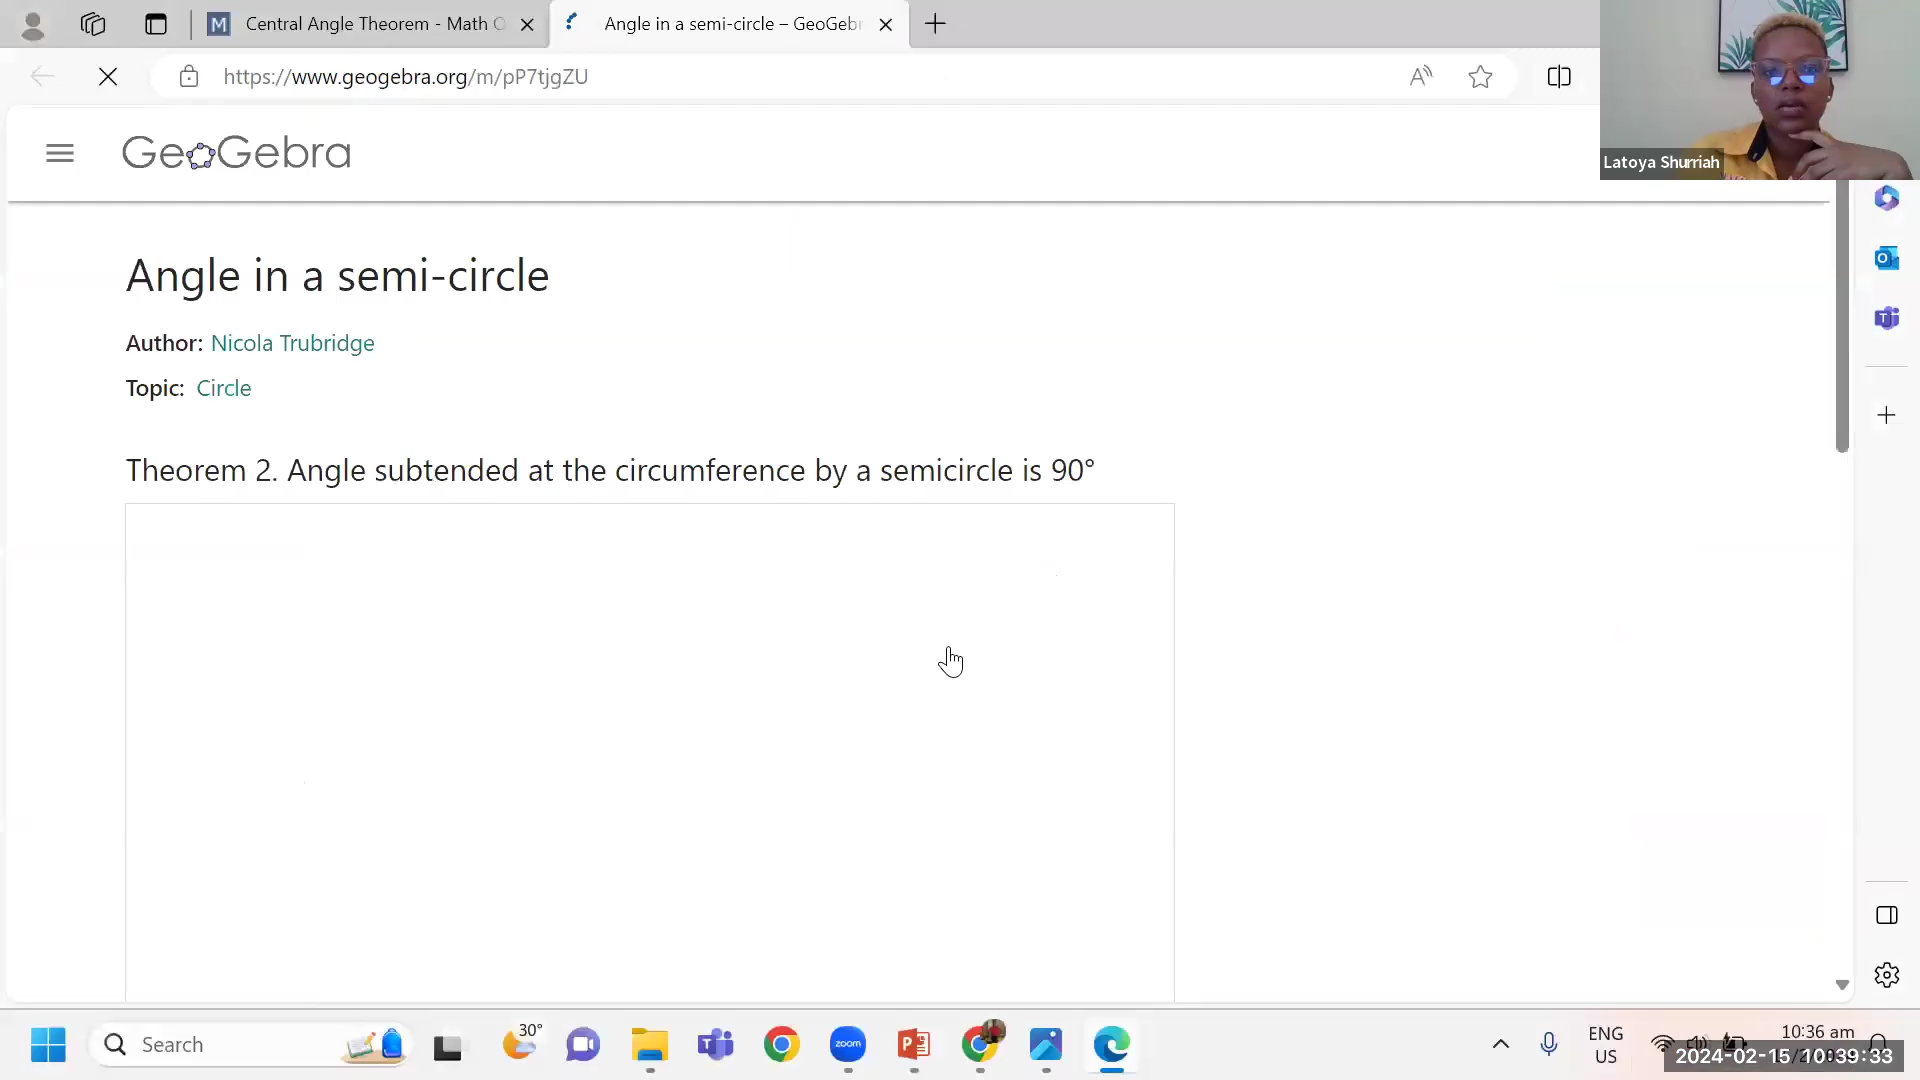 Central Angle Theorem - Math O
Angle in a semi-circle – GeoGebr
https://www.geogebra.org/m/pP7tjgZU
Latoya Shurriah
GeoGebra
Angle in a semi-circle
Author: Nicola Trubridge
Topic: Circle
Theorem 2. Angle subtended at the circumference by a semicircle is 90°
Search
30°
zoom
ENG
US
10:36 am
2024-02-15 10:39:33